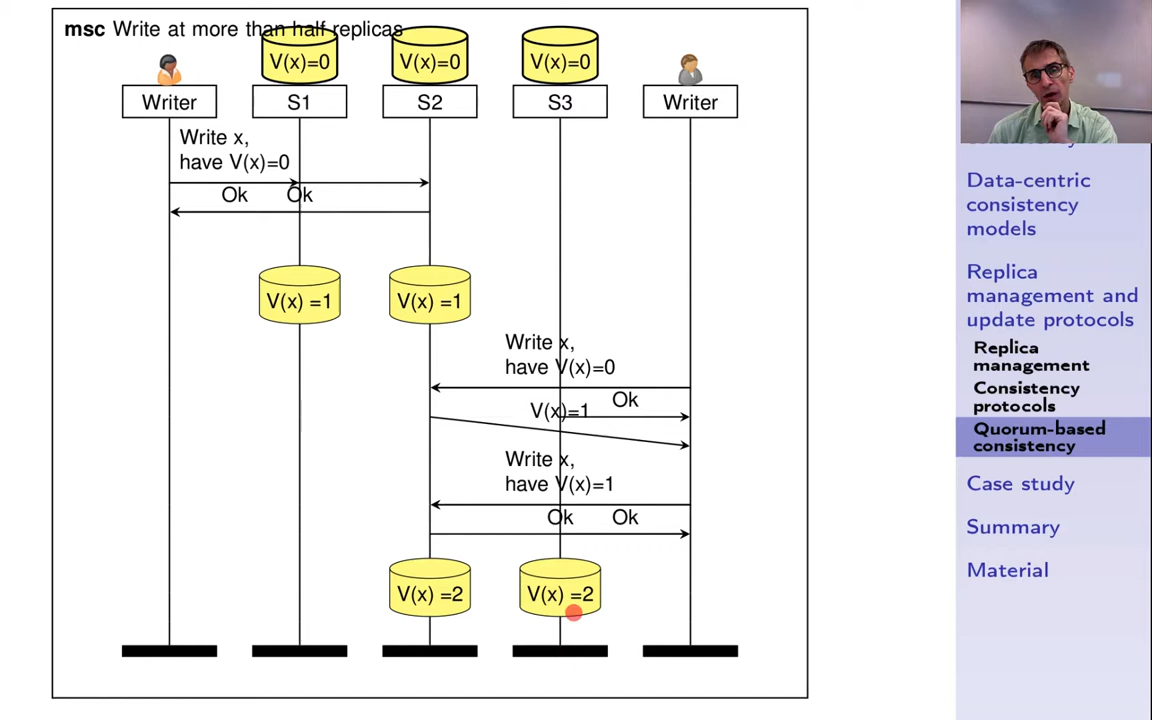 msc Write at more than half replicas
V(x)=0
V(x)=0
V(x)=0
Writer
S1
S2
S3
Writer
Write x,
have V(x)=0
Ok
Ok
V(x) =1
V(x) =1
Write x,
have V(x)=0
Ok
V(x)=1
Write x,
have V(x)=1
Ok
Ok
V(x) =2
V(x) =2
Data-centric
consistency
models
Replica
management and
update protocols
Replica
management
Consistency
protocols
Quorum-based
consistency
Case study
Summary
Material